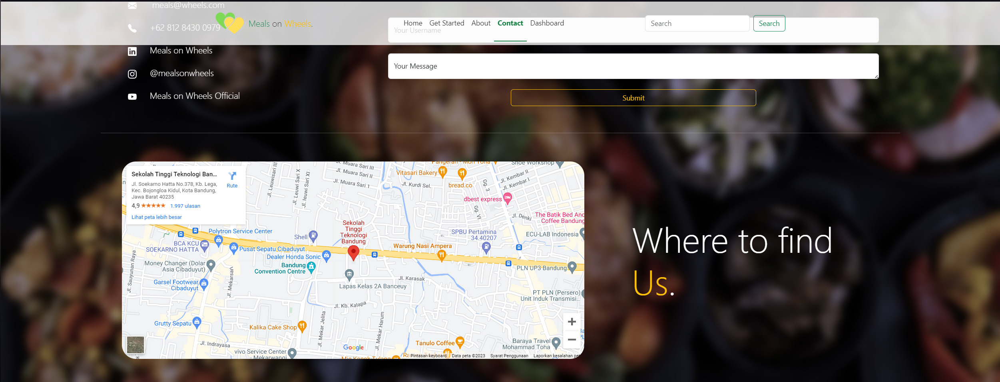 meals@wheels.com
+62 812 8430 0979
Meals on Wheels.
Home Get Started About Contact Dashboard
Search
Search
Your Username
Meals on Wheels
@mealsonwheels
Meals on Wheels Official
Your Message
Submit
Sekolah Tinggi Teknologi Ban...
Jl. Soekarno Hatta No.378, Kb. Lega,
Kec. Bojongloa Kidul, Kota Bandung,
Jawa Barat 40235
4,9
1.997 ulasan
Lihat peta lebih besar
Rute
Jl. Muara Sari III
Jl. Muara Sari II
Jl. Muara Sari 1
Jl. Leuwisari III
Jl. Leuwi Sari X
Jl. leuwi Sari XI
Vitasari Bakery
bread.co
Jl. Kurdi Sel.
Shoe Workshop
Jl. Kembar II
Jl. Kembar I
Gg. 3
dbest express
Gg. VI
Jl. Denki
The Batik Bed And
Coffee Bandung
ECU-LAB Indonesia
SPBU Pertamina
34.40207
Sekolah
Tinggi
Teknologi
Bandung
Polytron Service Center
Shell
BCA KCU
SOEKARNO HATTA
Pusat Sepatu Cibaduyut
Dealer Honda Sonic
Warung Nasi Ampera
Bandung
Convention Centre
Money Changer (Dolar
Asia Cibaduyut)
Jl. Sauyunan Raya
Jl. Mekarsari
PLN UP3 Bandung
Lapas Kelas 2A Banceuy
Jl. Karasak
Garsel Footwear
Cibaduyut
PT PLN (Persero)
Unit Induk Transmisi...
Jl. Kb. Kalapa
Jl. Mekar Jelita
Jl. Mekar Harum
Grutty Sepatu
Kalika Cake Shop
Jl. Indrayasa
vivo Service Center
- Mekarwangi
Tanulo Coffee
Baraya Travel
Mohammad Toha
Mie Kocok Tulang
Google
Pintasan keyboard
Data peta ©2023
Syarat Penggunaan
Laporkan kesalahan pet
Where to find
Us.